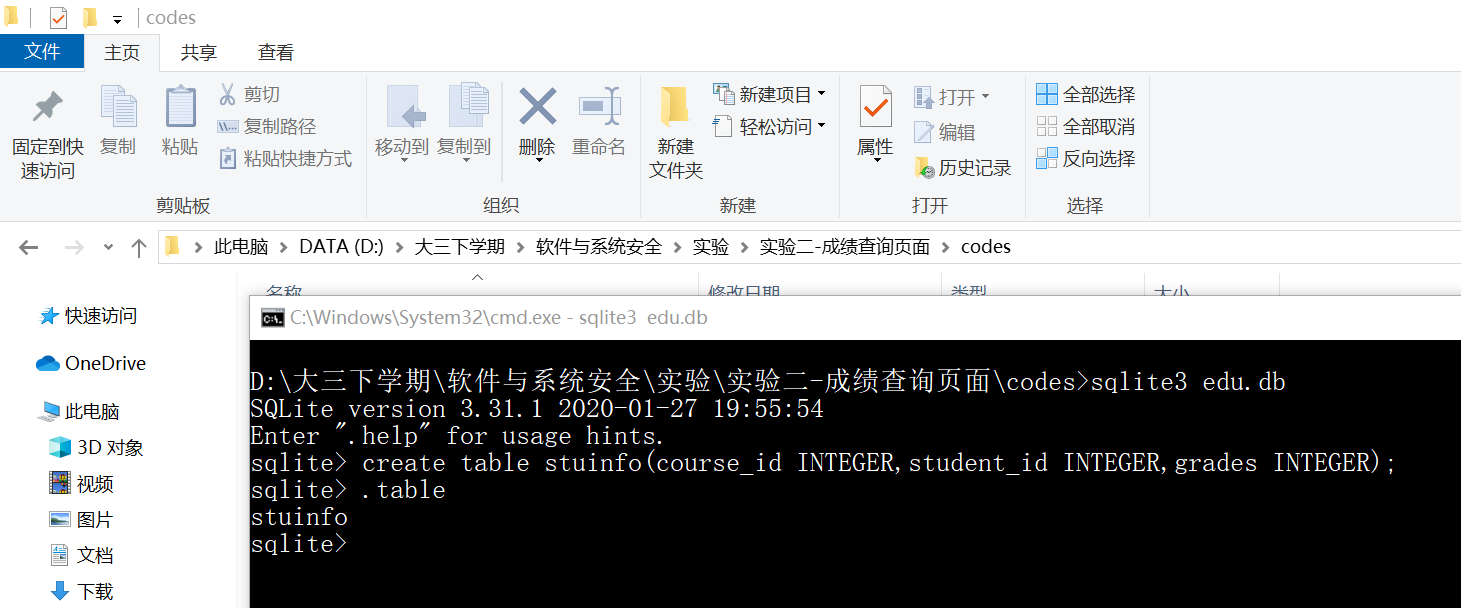 codes
文件 主页 共享 查看
固定到快速访问
复制
粘贴
剪切
复制路径
粘贴快捷方式
剪贴板
移动到
复制到
删除
重命名
组织
新建文件夹
新建项目
轻松访问
新建
属性
打开
编辑
历史记录
打开
全部选择
全部取消
反向选择
选择
此电脑 > DATA (D:) > 大三下学期 > 软件与系统安全 > 实验 > 实验二-成绩查询页面 > codes
名称 修改日期 类型 大小
快速访问
OneDrive
此电脑
3D 对象
视频
图片
文档
下载
C:\Windows\System32\cmd.exe - sqlite3 edu.db
D:\大三下学期\软件与系统安全\实验\实验二-成绩查询页面\codes>sqlite3 edu.db
SQLite version 3.31.1 2020-01-27 19:55:54
Enter ".help" for usage hints.
sqlite> create table stuinfo(course_id INTEGER,student_id INTEGER,grades INTEGER);
sqlite> .table
stuinfo
sqlite>